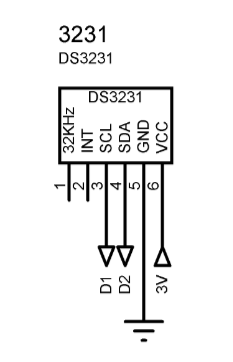 3231
DS3231
DS3231
32KHz
INT
SCL
SDA
GND
VCC
1
2
3
4
5
6
D1
D2
3V